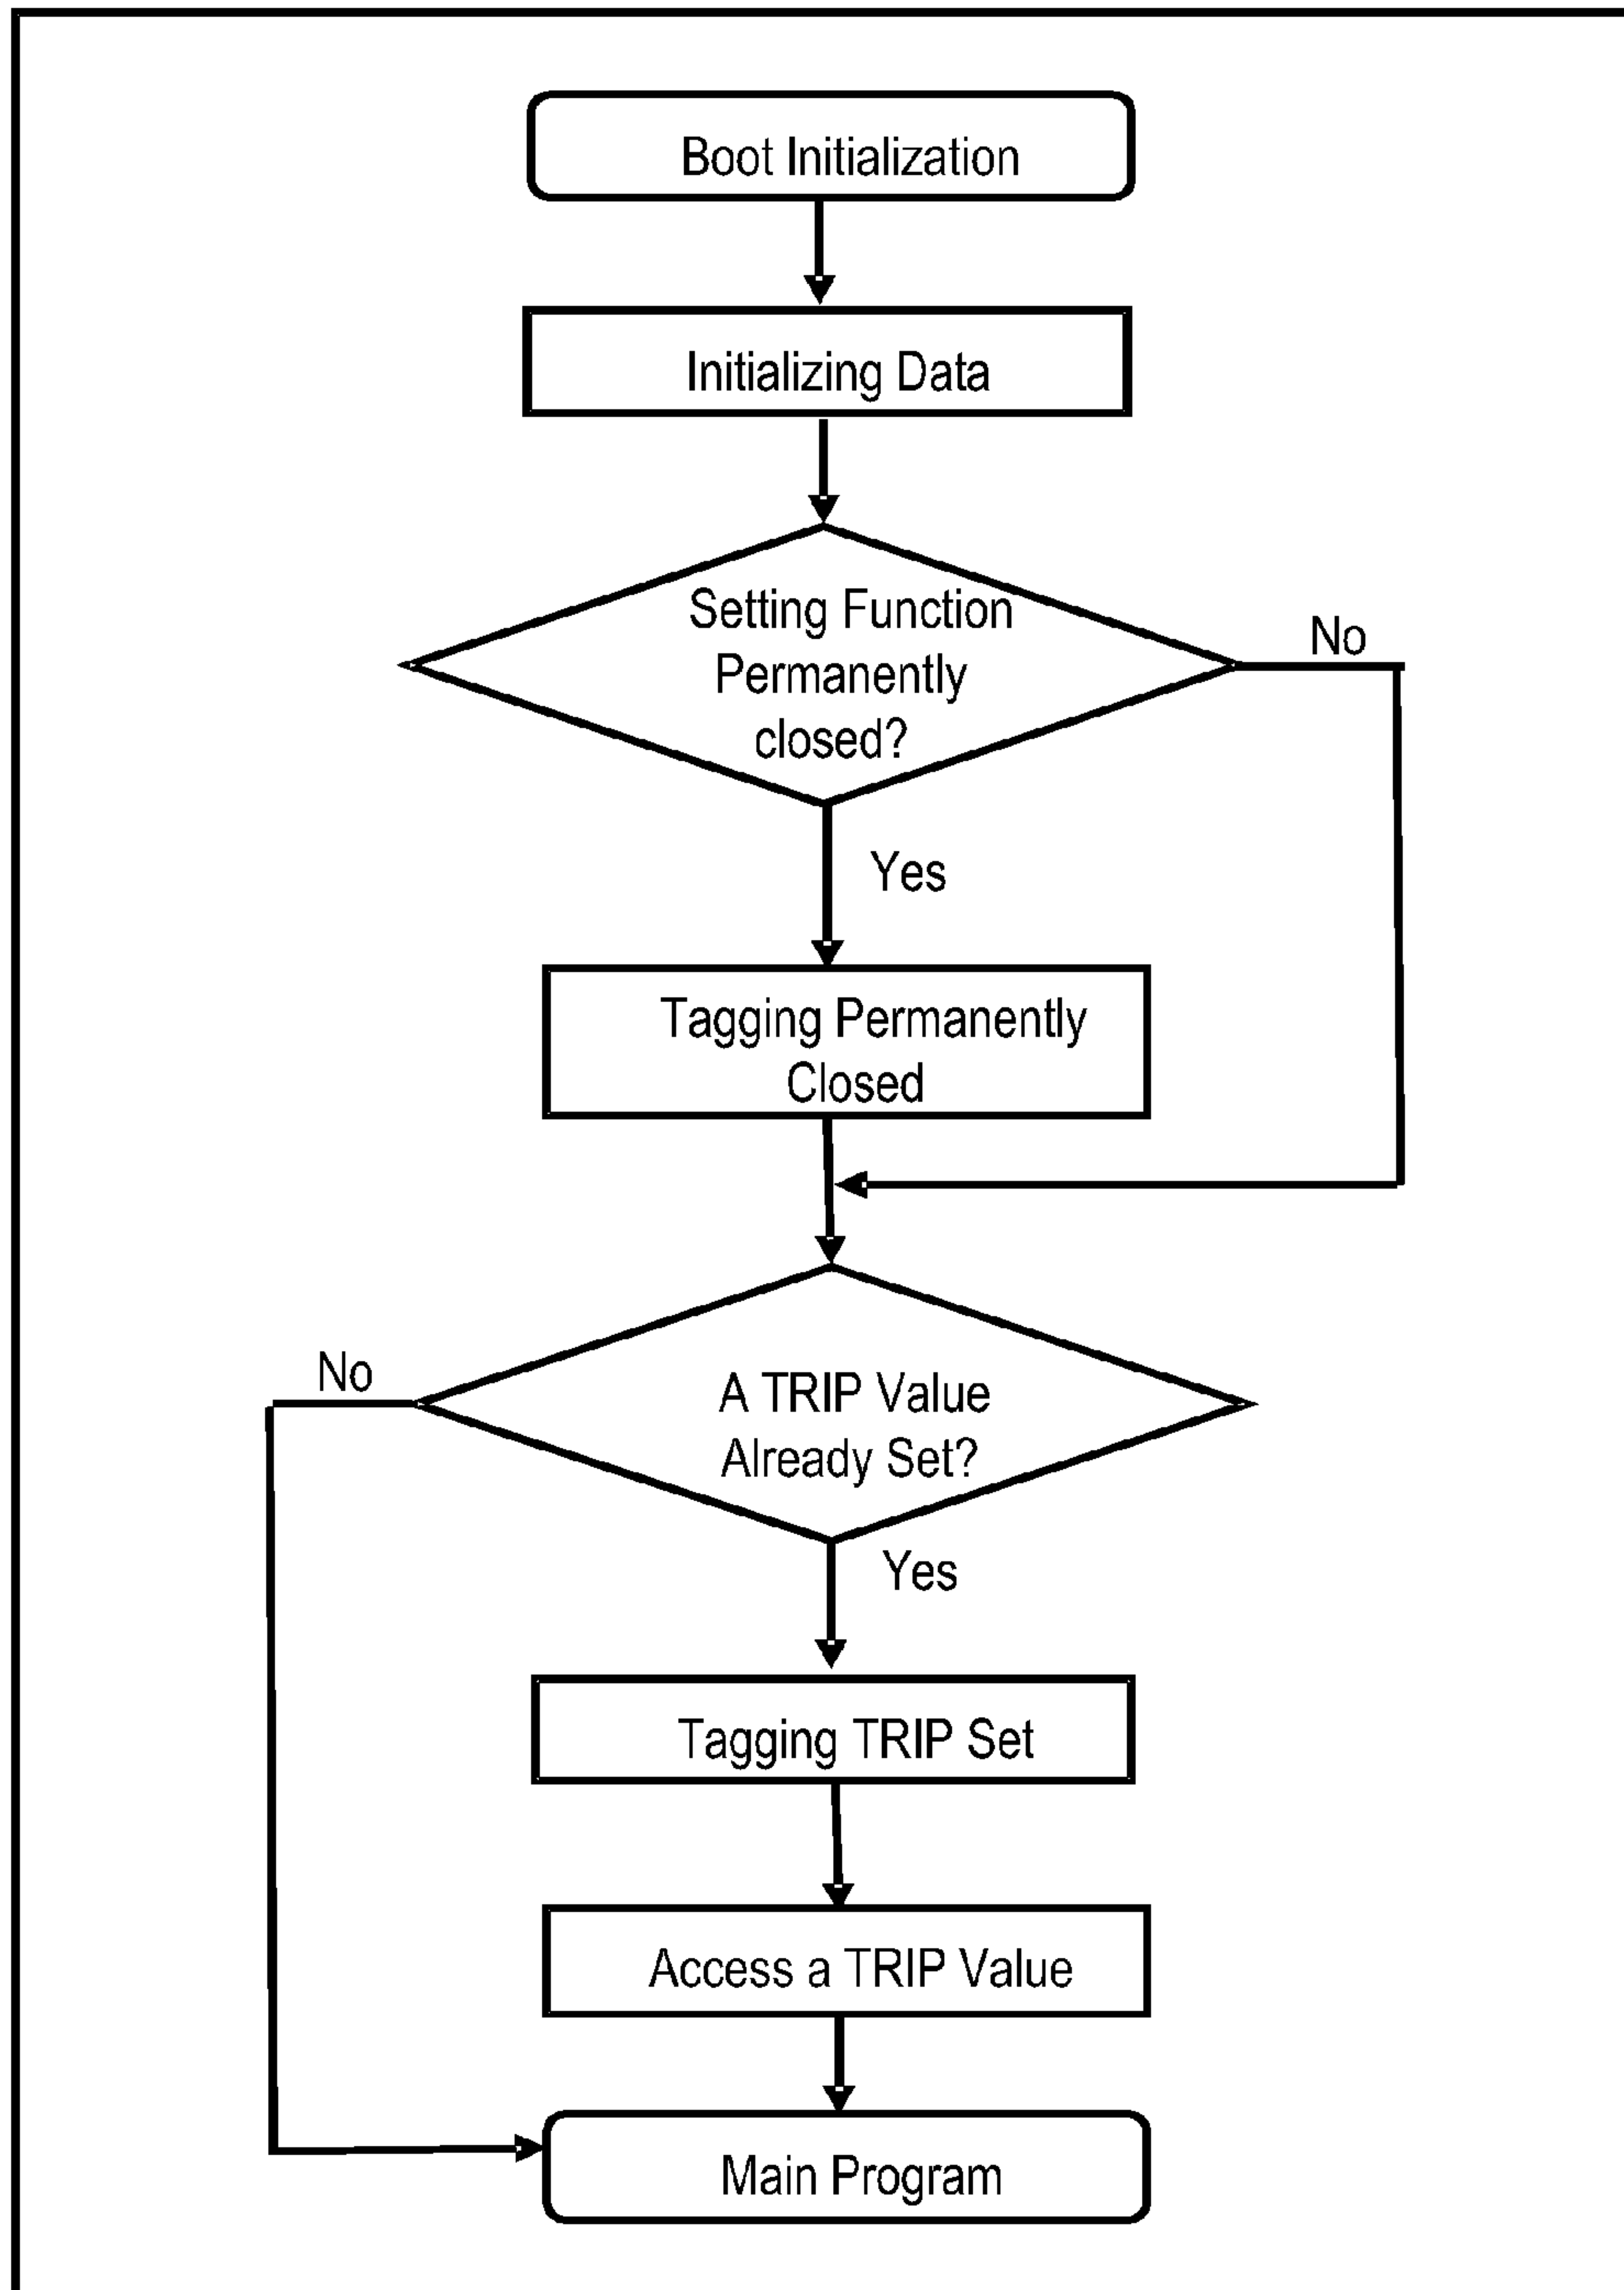 Boot Initialization
Initializing Data
Setting Function
Permanently
closed?
No
Yes
Tagging Permanently
Closed
No
A TRIP Value
Already Set?
Yes
Tagging TRIP Set
Access a TRIP Value
Main Program